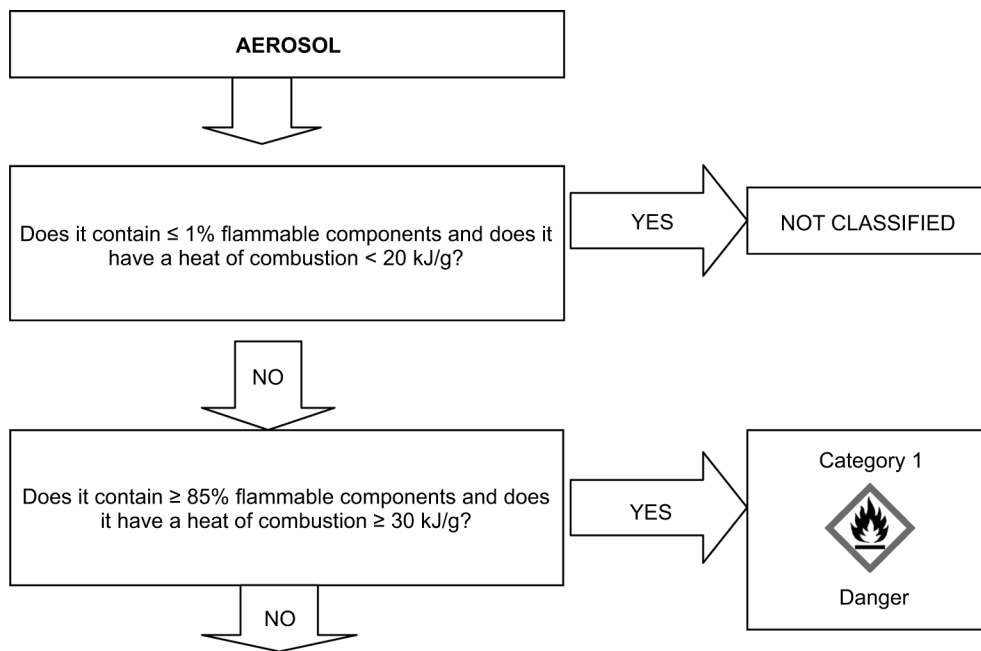 AEROSOL
Does it contain ≤ 1% flammable components and does it
have a heat of combustion < 20 kJ/g?
YES
NOT CLASSIFIED
NO
Does it contain ≥ 85% flammable components and does
it have a heat of combustion ≥ 30 kJ/g?
YES
Category 1
Danger
NO